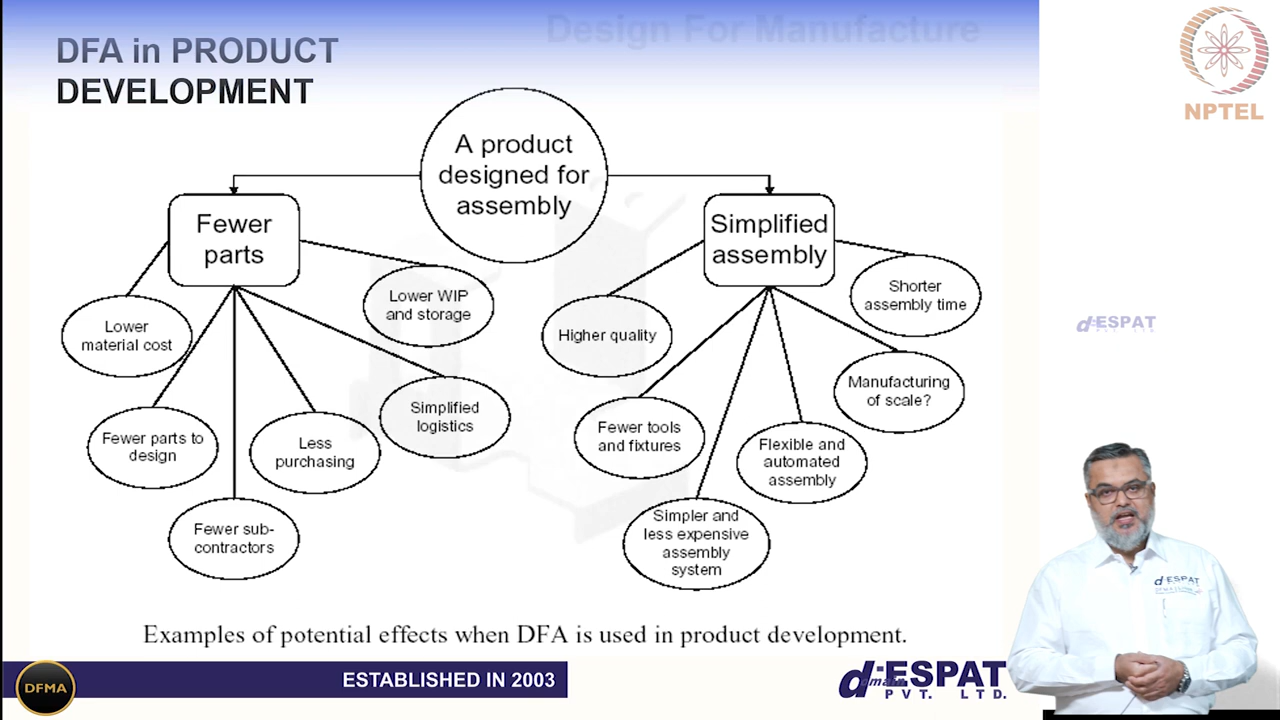 Design For Manufacture
DFA in PRODUCT
DEVELOPMENT
NPTEL
A product
designed for
assembly
Fewer
parts
Simplified
assembly
Lower
material cost
Lower WIP
and storage
Fewer parts to
design
Less
purchasing
Simplified
logistics
Fewer sub-
contractors
Higher quality
Shorter
assembly time
Fewer tools
and fixtures
Flexible and
automated
assembly
Manufacturing
of scale?
Simpler and
less expensive
assembly
system
Examples of potential effects when DFA is used in product development.
DFMA
ESTABLISHED IN 2003
d-ESPAT
main
PVT. LTD.
d-ESPAT
d-ESPAT